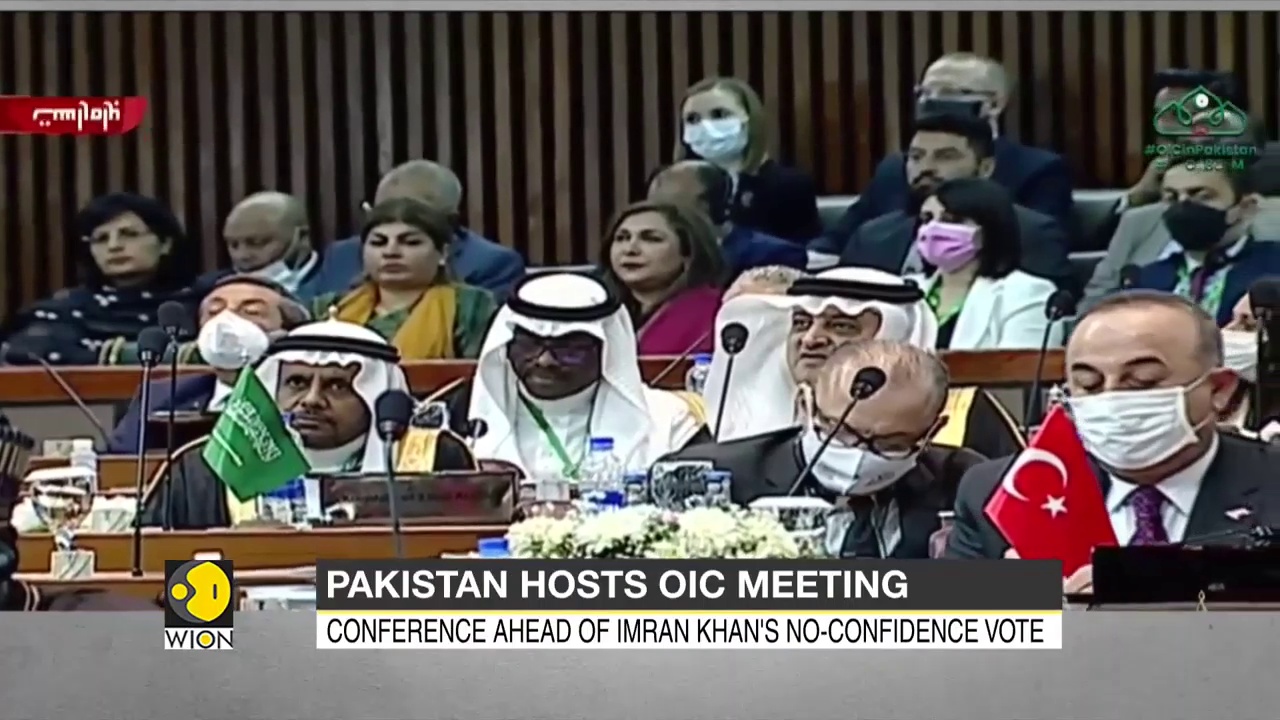 #OICinPakistan
PAKISTAN HOSTS OIC MEETING
CONFERENCE AHEAD OF IMRAN KHAN'S NO-CONFIDENCE VOTE
WION